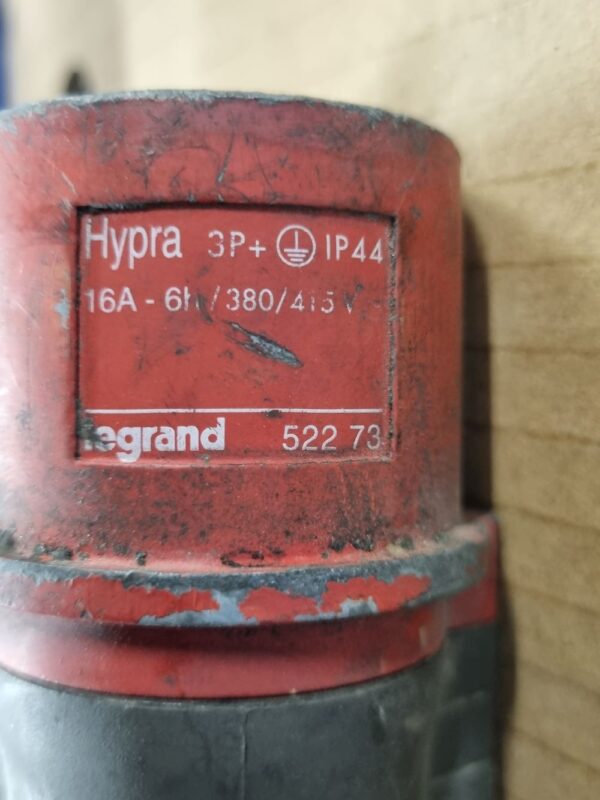 Hypra 3P+⏚ IP44
16A - 6h/380/415 V
legrand 522 73